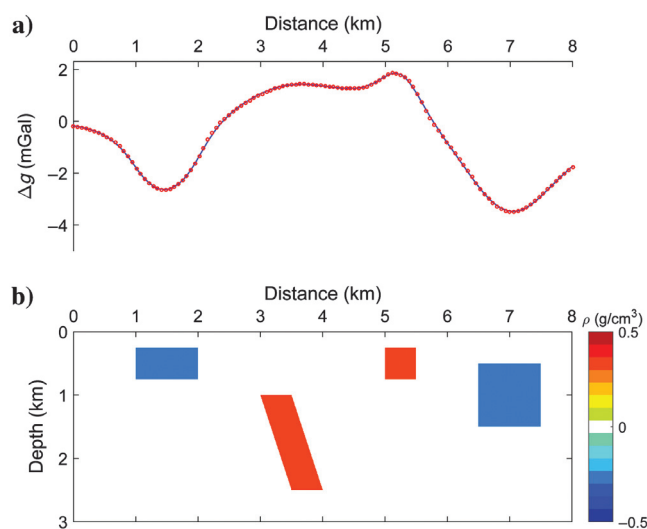 a)
Distance (km)
0 1 2 3 4 5 6 7 8
2
0
−2
−4
Δg (mGal)
b)
Distance (km)
0 1 2 3 4 5 6 7 8
0
1
2
3
Depth (km)
ρ (g/cm³)
0.5
0
−0.5